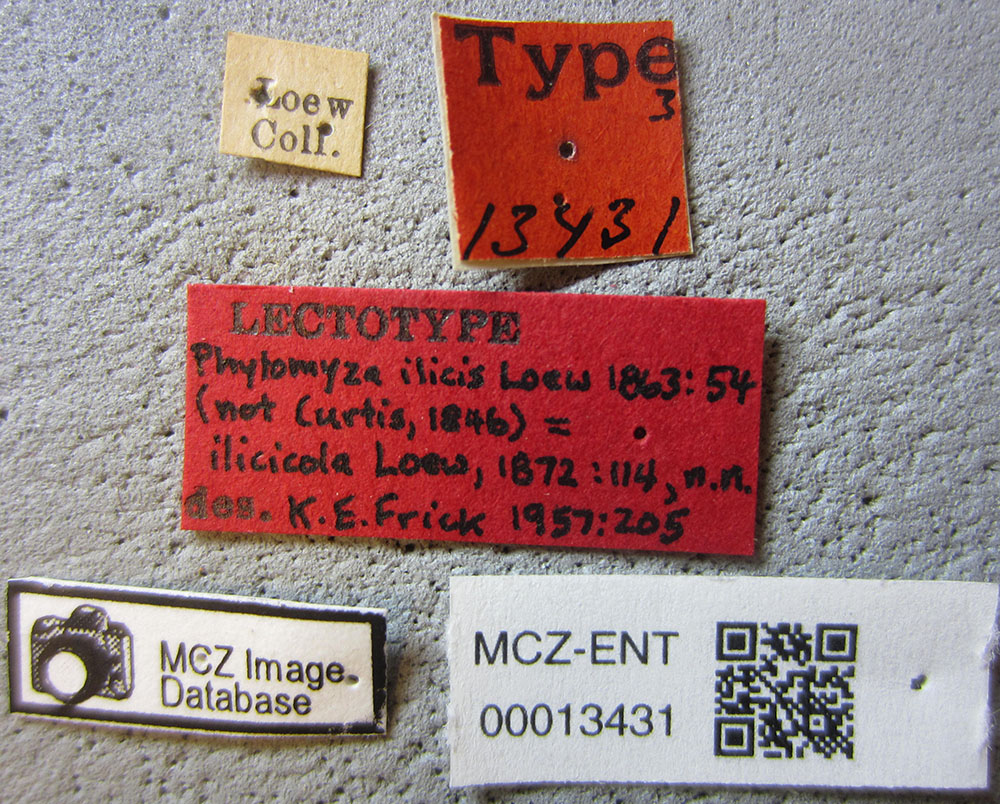 Loew
Coll.
Type
3
13431
LECTOTYPE
Phytomyza ilicis Loew 1863:54
(not Curtis, 1846) =
ilicicola Loew, 1872:114, n.n.
des. K.E. Frick 1957:205
MCZ Image
Database
MCZ-ENT
00013431